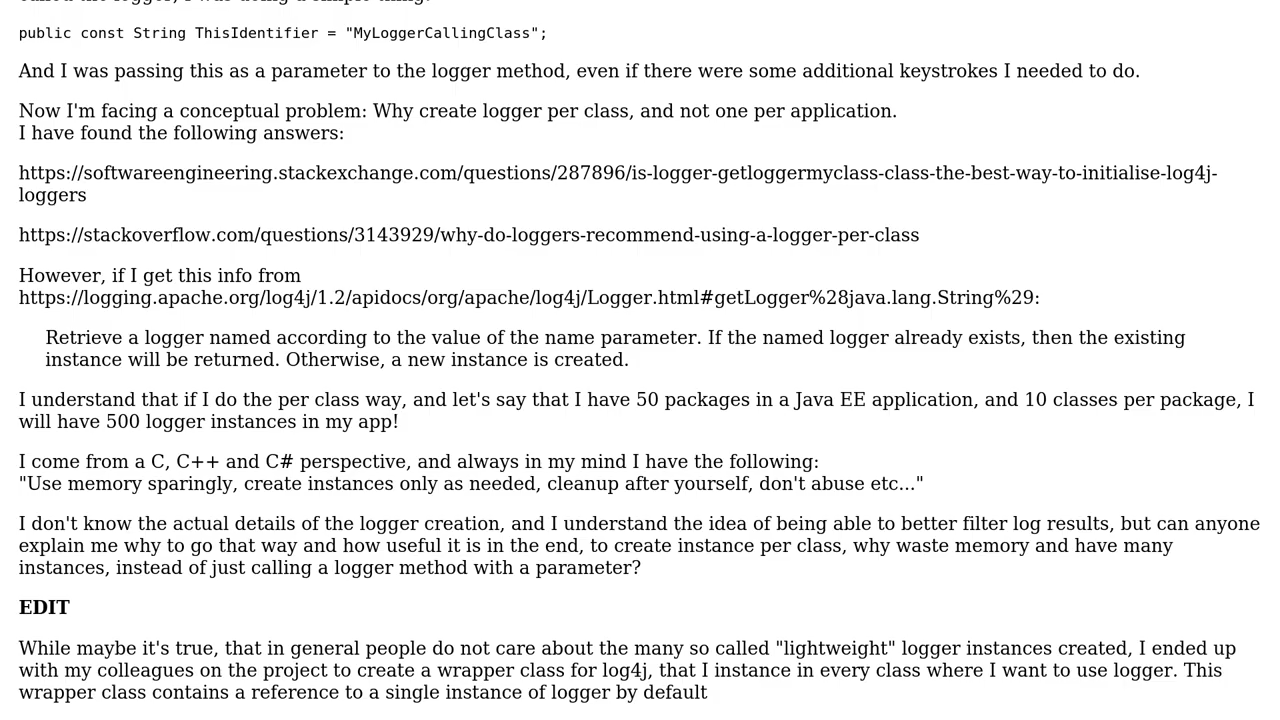 public const String ThisIdentifier = "MyLoggerCallingClass";
And I was passing this as a parameter to the logger method, even if there were some additional keystrokes I needed to do.
Now I'm facing a conceptual problem: Why create logger per class, and not one per application.
I have found the following answers:
https://softwareengineering.stackexchange.com/questions/287896/is-logger-getloggermyclass-class-the-best-way-to-initialise-log4j-
loggers
https://stackoverflow.com/questions/3143929/why-do-loggers-recommend-using-a-logger-per-class
However, if I get this info from
https://logging.apache.org/log4j/1.2/apidocs/org/apache/log4j/Logger.html#getLogger%28java.lang.String%29:
Retrieve a logger named according to the value of the name parameter. If the named logger already exists, then the existing
instance will be returned. Otherwise, a new instance is created.
I understand that if I do the per class way, and let's say that I have 50 packages in a Java EE application, and 10 classes per package, I
will have 500 logger instances in my app!
I come from a C, C++ and C# perspective, and always in my mind I have the following:
"Use memory sparingly, create instances only as needed, cleanup after yourself, don't abuse etc..."
I don't know the actual details of the logger creation, and I understand the idea of being able to better filter log results, but can anyone
explain me why to go that way and how useful it is in the end, to create instance per class, why waste memory and have many
instances, instead of just calling a logger method with a parameter?
EDIT
While maybe it's true, that in general people do not care about the many so called "lightweight" logger instances created, I ended up
with my colleagues on the project to create a wrapper class for log4j, that I instance in every class where I want to use logger. This
wrapper class contains a reference to a single instance of logger by default